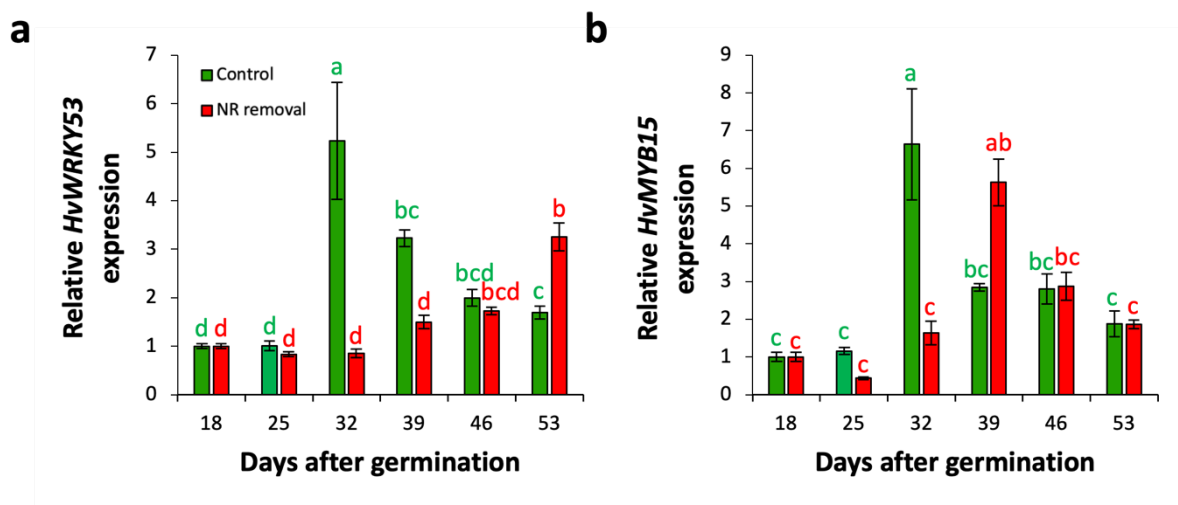 a
7
6
5
4
3
2
1
0
Relative HvWRKY53
expression
Control
NR removal
d d
d d
a d
bc d
bcd bcd
c b
18 25 32 39 46 53
Days after germination
b
9
8
7
6
5
4
3
2
1
0
Relative HvMYB15
expression
c c
c c
a c
bc ab
bc bc
c c
18 25 32 39 46 53
Days after germination